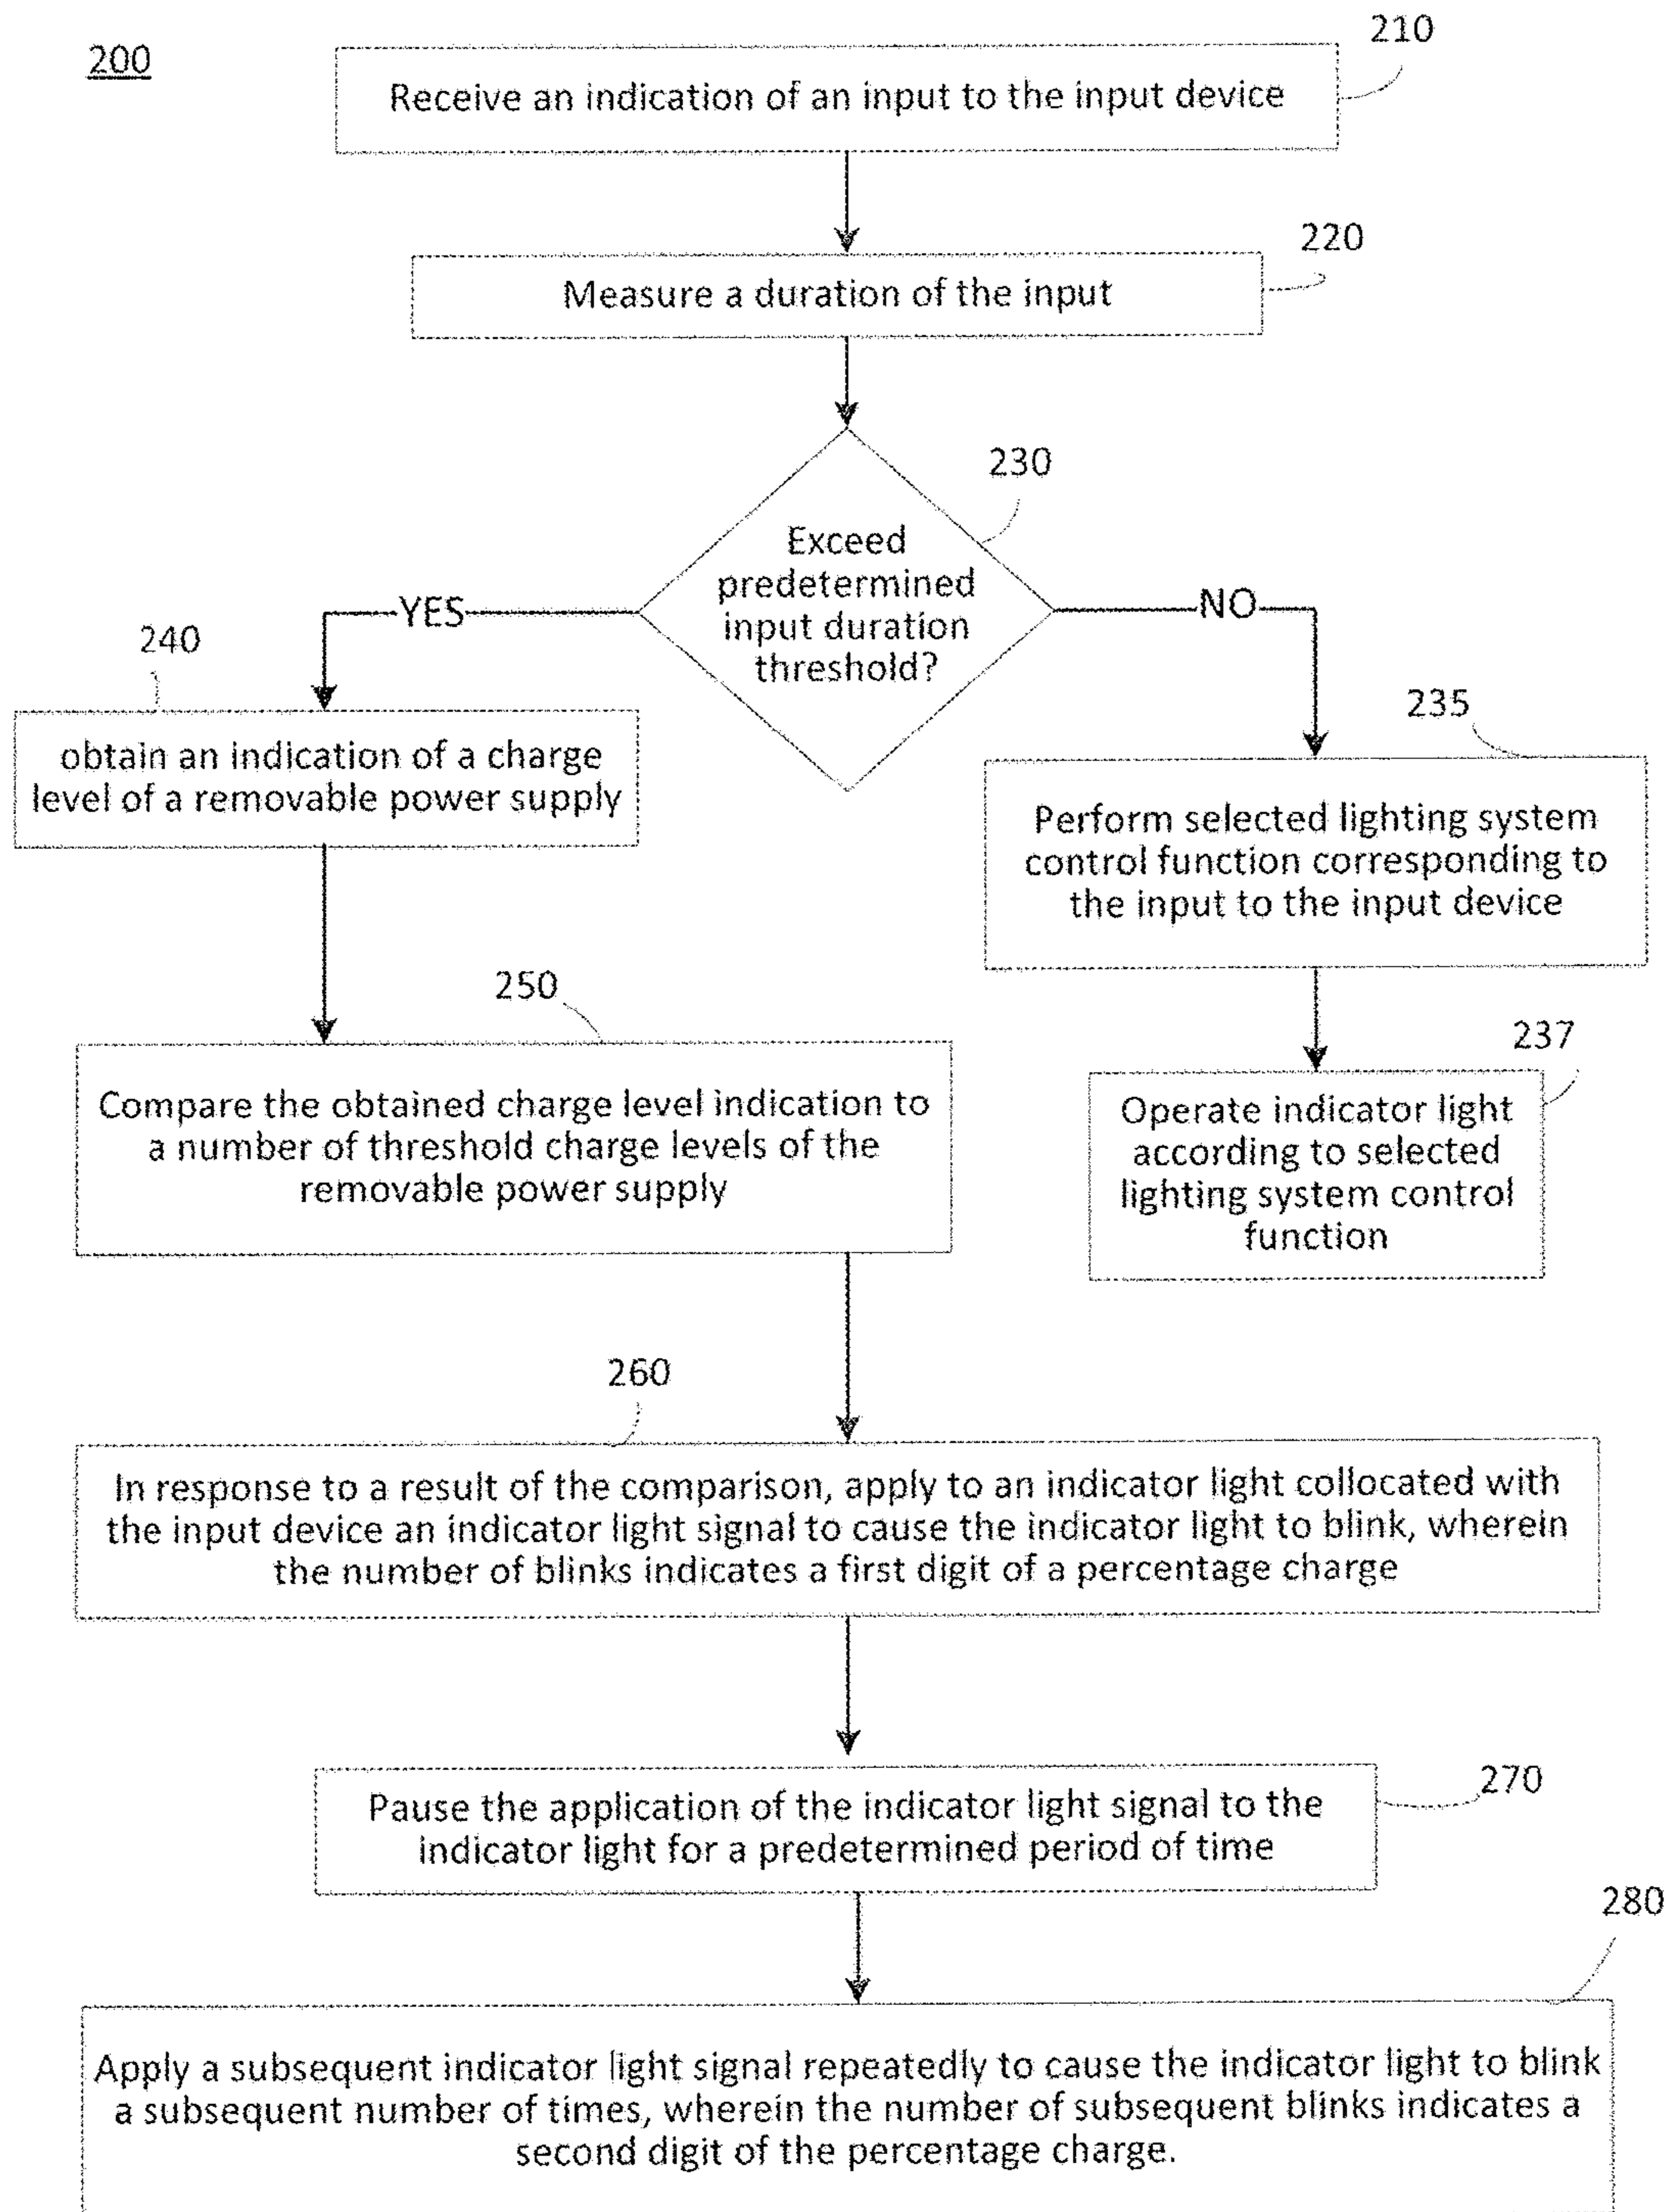 200
210
Receive an indication of an input to the input device
220
Measure a duration of the input
230
Exceed
predetermined
input duration
threshold?
YES
NO
240
obtain an indication of a charge
level of a removable power supply
235
Perform selected lighting system
control function corresponding to
the input to the input device
250
Compare the obtained charge level indication to
a number of threshold charge levels of the
removable power supply
237
Operate indicator light
according to selected
lighting system control
function
260
In response to a result of the comparison, apply to an indicator light collocated with
the input device an indicator light signal to cause the indicator light to blink, wherein
the number of blinks indicates a first digit of a percentage charge
270
Pause the application of the indicator light signal to the
indicator light for a predetermined period of time
280
Apply a subsequent indicator light signal repeatedly to cause the indicator light to blink
a subsequent number of times, wherein the number of subsequent blinks indicates a
second digit of the percentage charge.